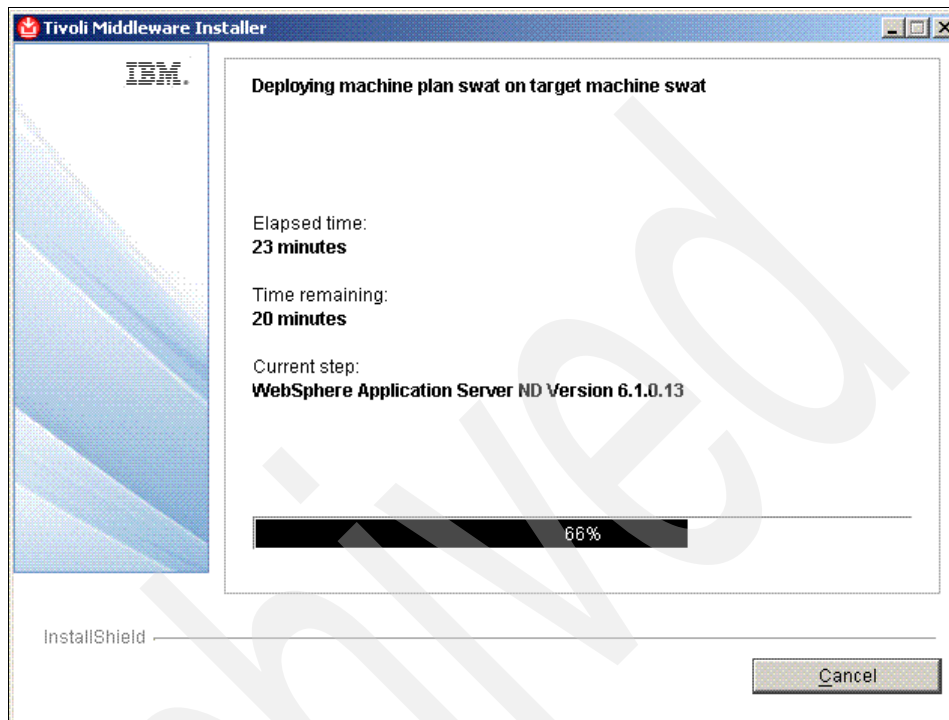 Tivoli Middleware Installer
IBM.
Deploying machine plan swat on target machine swat
Elapsed time:
23 minutes
Time remaining:
20 minutes
Current step:
WebSphere Application Server ND Version 6.1.0.13
66%
InstallShield
Cancel
hived